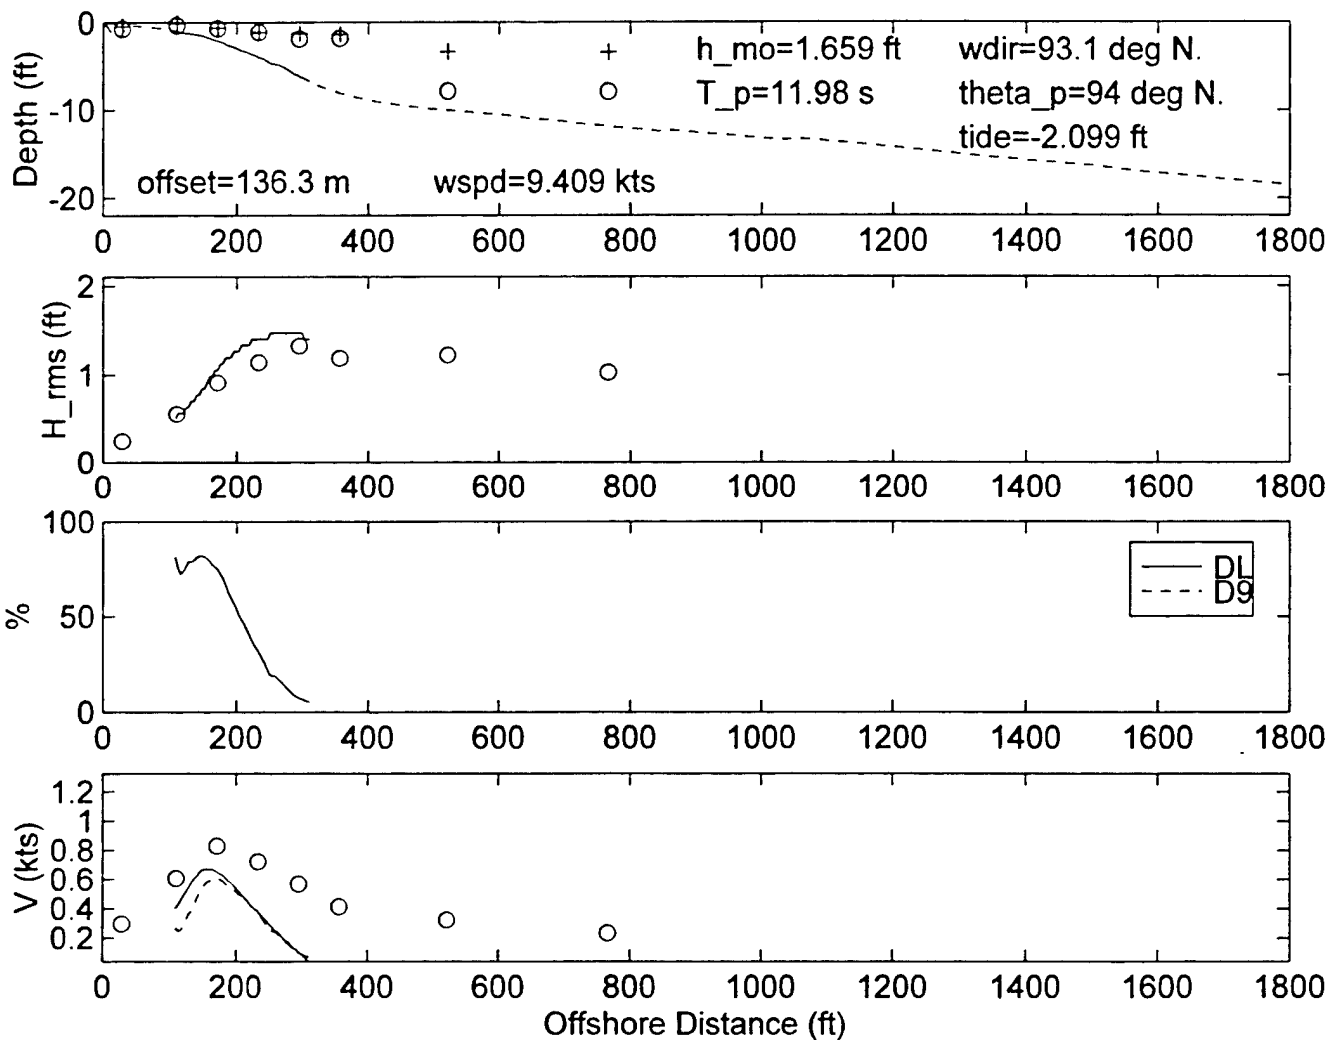 0
-10
-20
Depth (ft)
h_mo=1.659 ft
wdir=93.1 deg N.
T_p=11.98 s
theta_p=94 deg N.
tide=-2.099 ft
offset=136.3 m
wspd=9.409 kts
0 200 400 600 800 1000 1200 1400 1600 1800
2
1
0
H_rms (ft)
0 200 400 600 800 1000 1200 1400 1600 1800
100
50
0
%
DL
D9
0 200 400 600 800 1000 1200 1400 1600 1800
1.2
1
0.8
0.6
0.4
0.2
V (kts)
0 200 400 600 800 1000 1200 1400 1600 1800
Offshore Distance (ft)